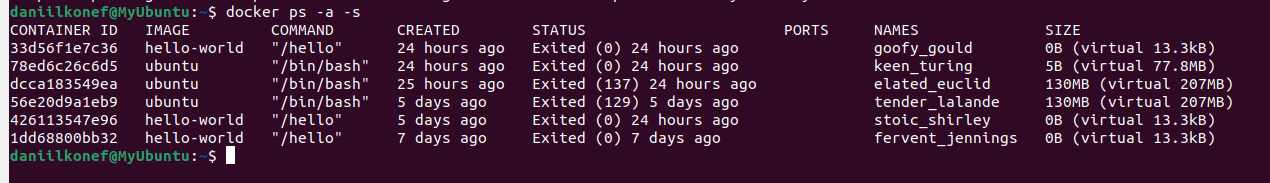 daniilkonef@MyUbuntu:~$ docker ps -a -s
CONTAINER ID   IMAGE         COMMAND       CREATED        STATUS                      PORTS     NAMES               SIZE
33d56f1e7c36   hello-world   "/hello"      24 hours ago   Exited (0) 24 hours ago               goofy_gould         0B (virtual 13.3kB)
78ed6c26c6d5   ubuntu        "/bin/bash"   24 hours ago   Exited (0) 24 hours ago               keen_turing         5B (virtual 77.8MB)
dcca183549ea   ubuntu        "/bin/bash"   25 hours ago   Exited (137) 24 hours ago             elated_euclid       130MB (virtual 207MB)
56e20d9a1eb9   ubuntu        "/bin/bash"   5 days ago     Exited (129) 5 days ago               tender_lalande      130MB (virtual 207MB)
426113547e96   hello-world   "/hello"      5 days ago     Exited (0) 24 hours ago               stoic_shirley       0B (virtual 13.3kB)
1dd68800bb32   hello-world   "/hello"      7 days ago     Exited (0) 7 days ago                 fervent_jennings    0B (virtual 13.3kB)
daniilkonef@MyUbuntu:~$